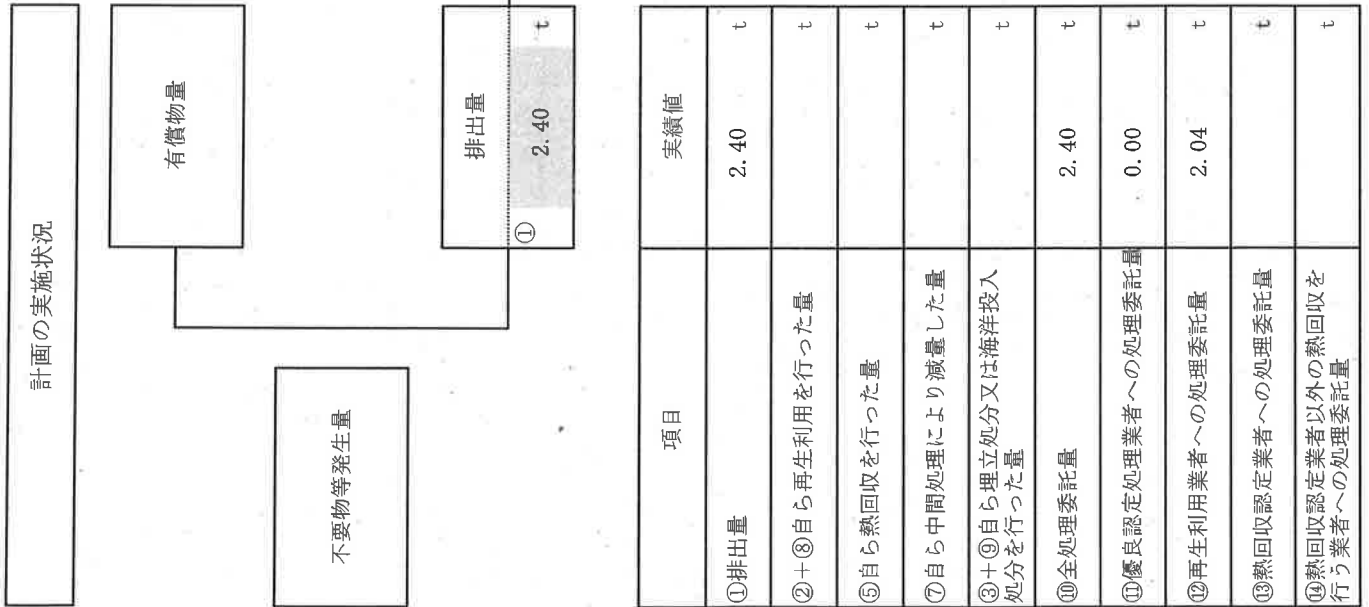 計画の実施状況
有償物量
不要物等発生量
排出量
① 2.40 t
項目 実績値
①排出量 2.40 t
②+⑧自ら再生利用を行った量 t
⑤自ら熱回収を行った量 t
⑦自ら中間処理により減量した量 t
③+⑨自ら埋立処分又は海洋投入
処分を行った量 t
⑩全処理委託量 2.40 t
⑪優良認定処理業者への処理委託量 0.00 t
⑫再生利用業者への処理委託量 2.04 t
⑬熱回収認定業者への処理委託量 t
⑭熱回収認定業者以外の熱回収を
行う業者への処理委託量 t